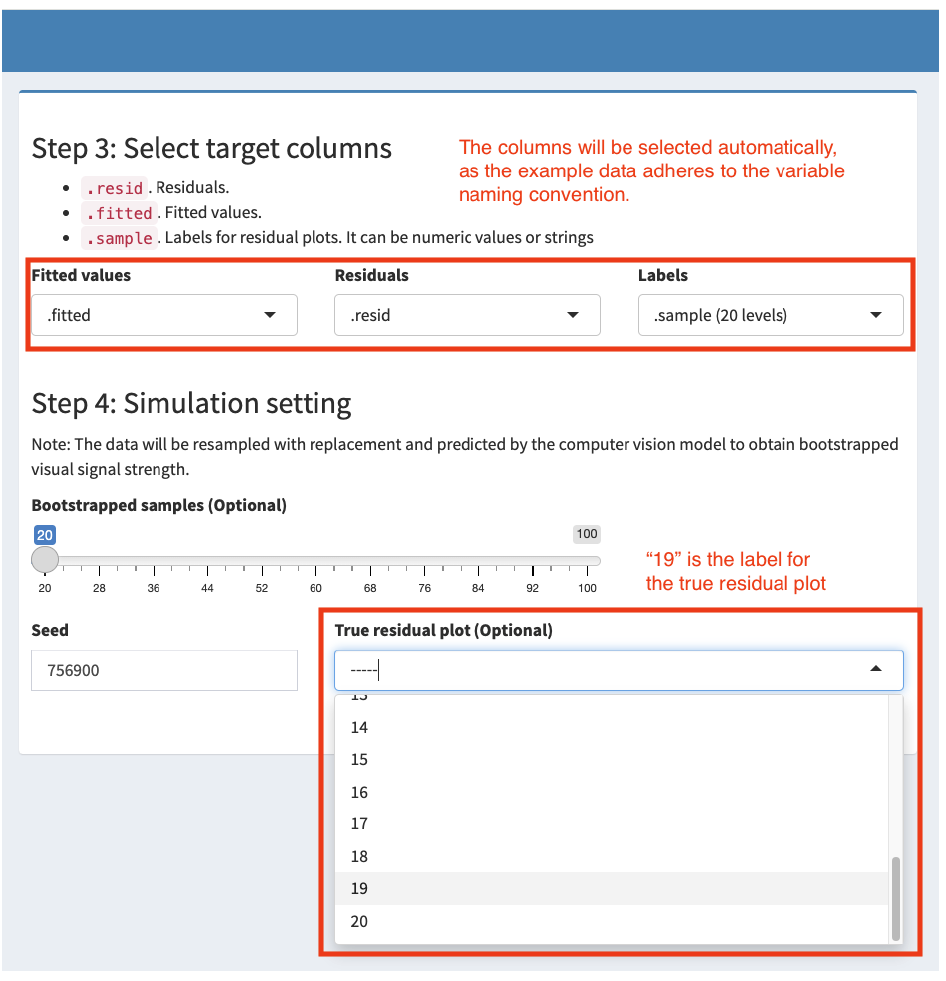 Step 3: Select target columns
The columns will be selected automatically,
as the example data adheres to the variable
naming convention.
• .resid. Residuals.
• .fitted. Fitted values.
• .sample. Labels for residual plots. It can be numeric values or strings
Fitted values Residuals Labels
.fitted .resid .sample (20 levels)
Step 4: Simulation setting
Note: The data will be resampled with replacement and predicted by the computer vision model to obtain bootstrapped
visual signal strength.
Bootstrapped samples (Optional)
20 100
20 28 36 44 52 60 68 76 84 92 100
“19” is the label for
the true residual plot
Seed True residual plot (Optional)
756900 -----
14
15
16
17
18
19
20